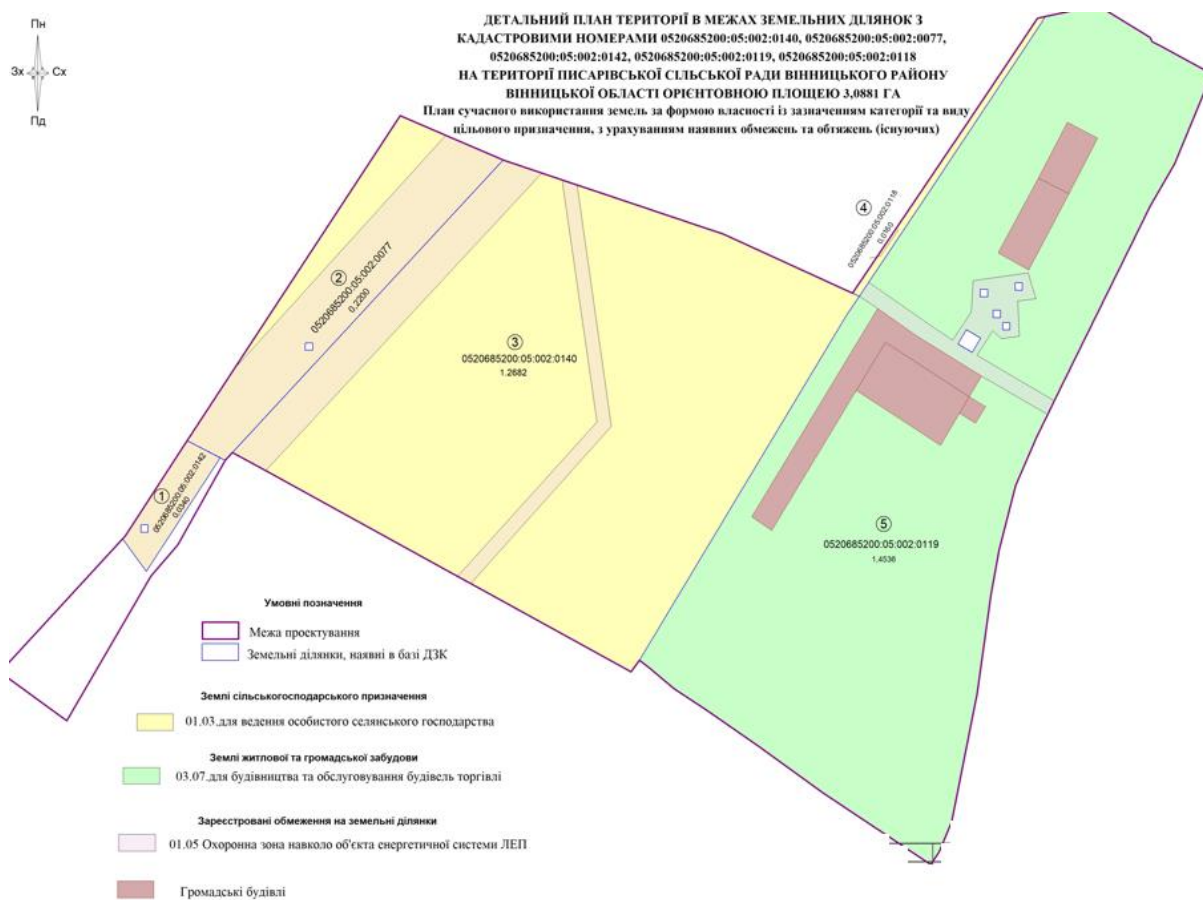 ДЕТАЛЬНИЙ ПЛАН ТЕРИТОРІЇ В МЕЖАХ ЗЕМЕЛЬНИХ ДІЛЯНОК З
КАДАСТРОВИМИ НОМЕРАМИ 0520685200:05:002:0140, 0520685200:05:002:0077,
0520685200:05:002:0142, 0520685200:05:002:0119, 0520685200:05:002:0118
НА ТЕРИТОРІЇ ПИСАРІВСЬКОЇ СІЛЬСЬКОЇ РАДИ ВІННИЦЬКОГО РАЙОНУ
ВІННИЦЬКОЇ ОБЛАСТІ ОРІЄНТОВНОЮ ПЛОЩЕЮ 3,0881 ГА
План сучасного використання земель за формою власності із зазначенням категорії та виду
цільового призначення, з урахуванням наявних обмежень та обтяжень (існуючих)
Пн
Зх Сх
Пд
4
0520685200:05:002:0118
0,0160
2
0520685200:05:002:0077
0,2200
3
0520685200:05:002:0140
1.2682
1
0520685200:05:002:0142
0,0340
5
0520685200:05:002:0119
1,4536
Умовні позначення
Межа проектування
Земельні ділянки, наявні в базі ДЗК
Землі сільськогосподарського призначення
01.03.для ведення особистого селянського господарства
Землі житлової та громадської забудови
03.07.для будівництва та обслуговування будівель торгівлі
Зареєстровані обмеження на земельні ділянки
01.05 Охоронна зона навколо об'єкта енергетичної системи ЛЕП
Громадські будівлі